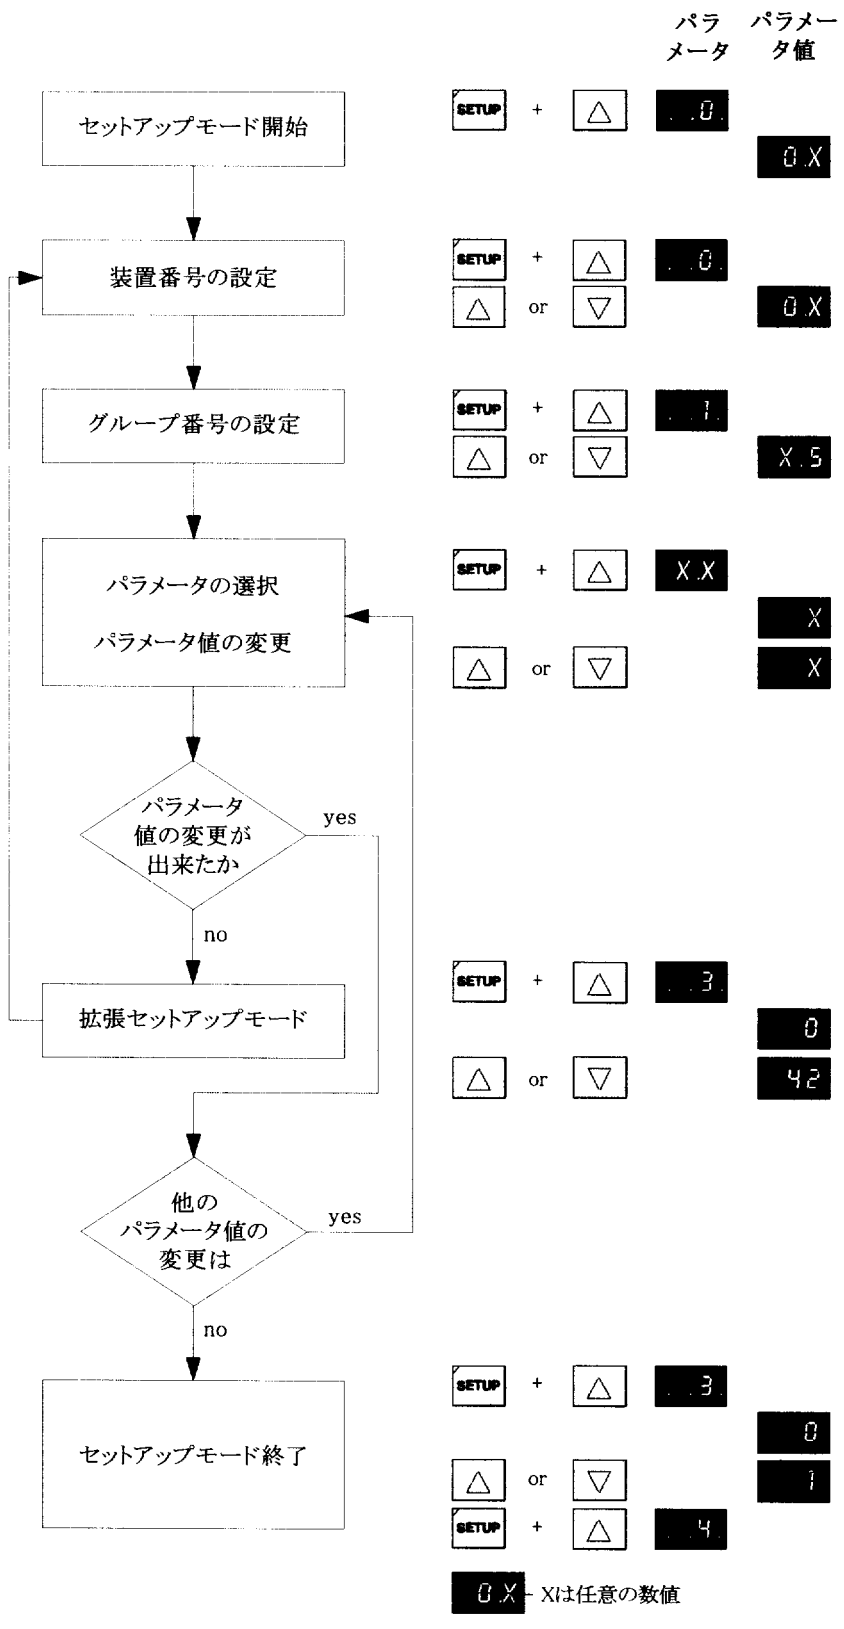 パラ
メータ
パラメー
タ値
セットアップモード開始
SETUP + △ . .0.
0.X
装置番号の設定
SETUP + △ . .0.
△ or ▽ 0.X
グループ番号の設定
SETUP + △ . .1.
△ or ▽ X.5
パラメータの選択
パラメータ値の変更
SETUP + △ X.X
X
△ or ▽ X
パラメータ
値の変更が
出来たか
yes
no
拡張セットアップモード
SETUP + △ . .3.
0
△ or ▽ 42
他の
パラメータ値の
変更は
yes
no
セットアップモード終了
SETUP + △ . .3.
0
△ or ▽ 1
SETUP + △ . .4.
0.X - Xは任意の数値